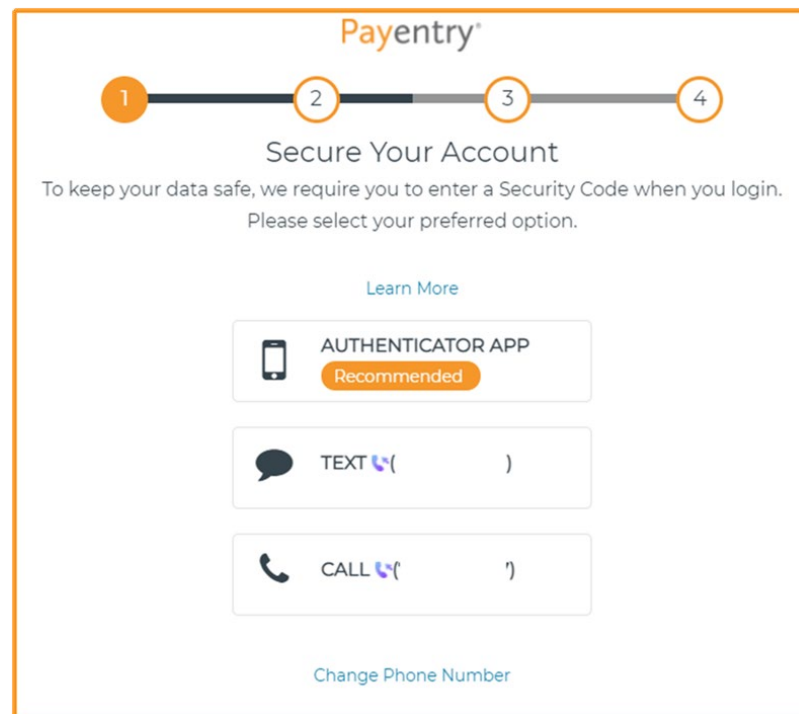 Payentry®
1 2 3 4
Secure Your Account
To keep your data safe, we require you to enter a Security Code when you login.
Please select your preferred option.
Learn More
AUTHENTICATOR APP
Recommended
TEXT ( )
CALL (' ')
Change Phone Number